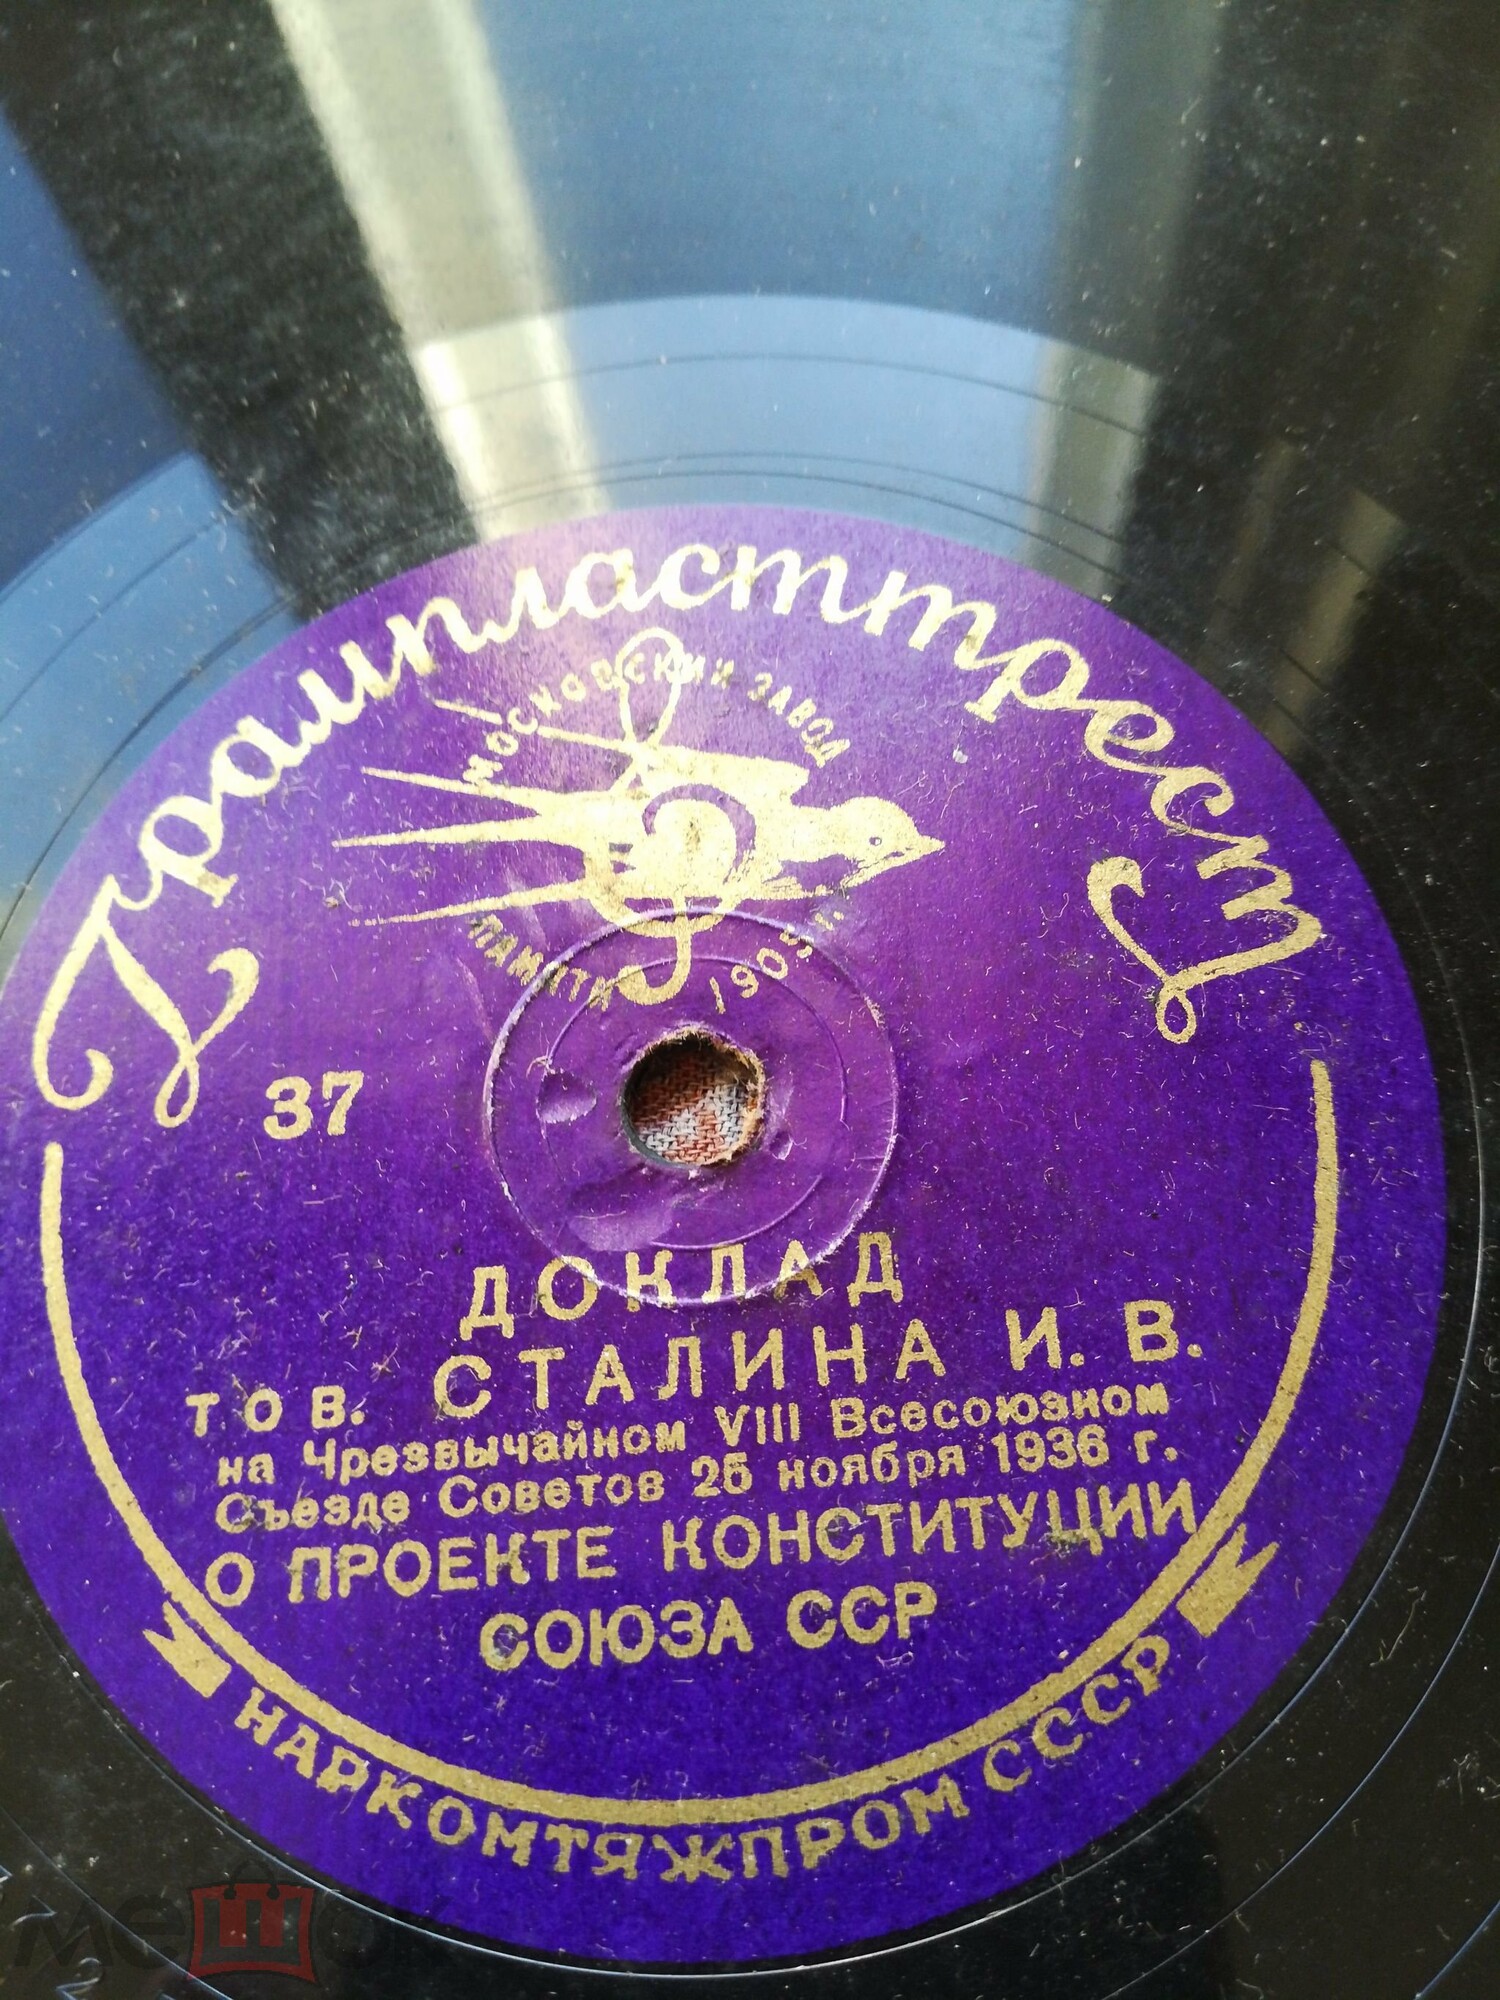 Грампласттрест
МОСКОВСКИЙ ЗАВОД
ПАМЯТИ 1905 г.
37
ДОКЛАД
тов. СТАЛИНА И. В.
на Чрезвычайном VIII Всесоюзном
Съезде Советов 25 ноября 1936 г.
О ПРОЕКТЕ КОНСТИТУЦИИ
СОЮЗА ССР
НАРКОМТЯЖПРОМ СССР
мешок